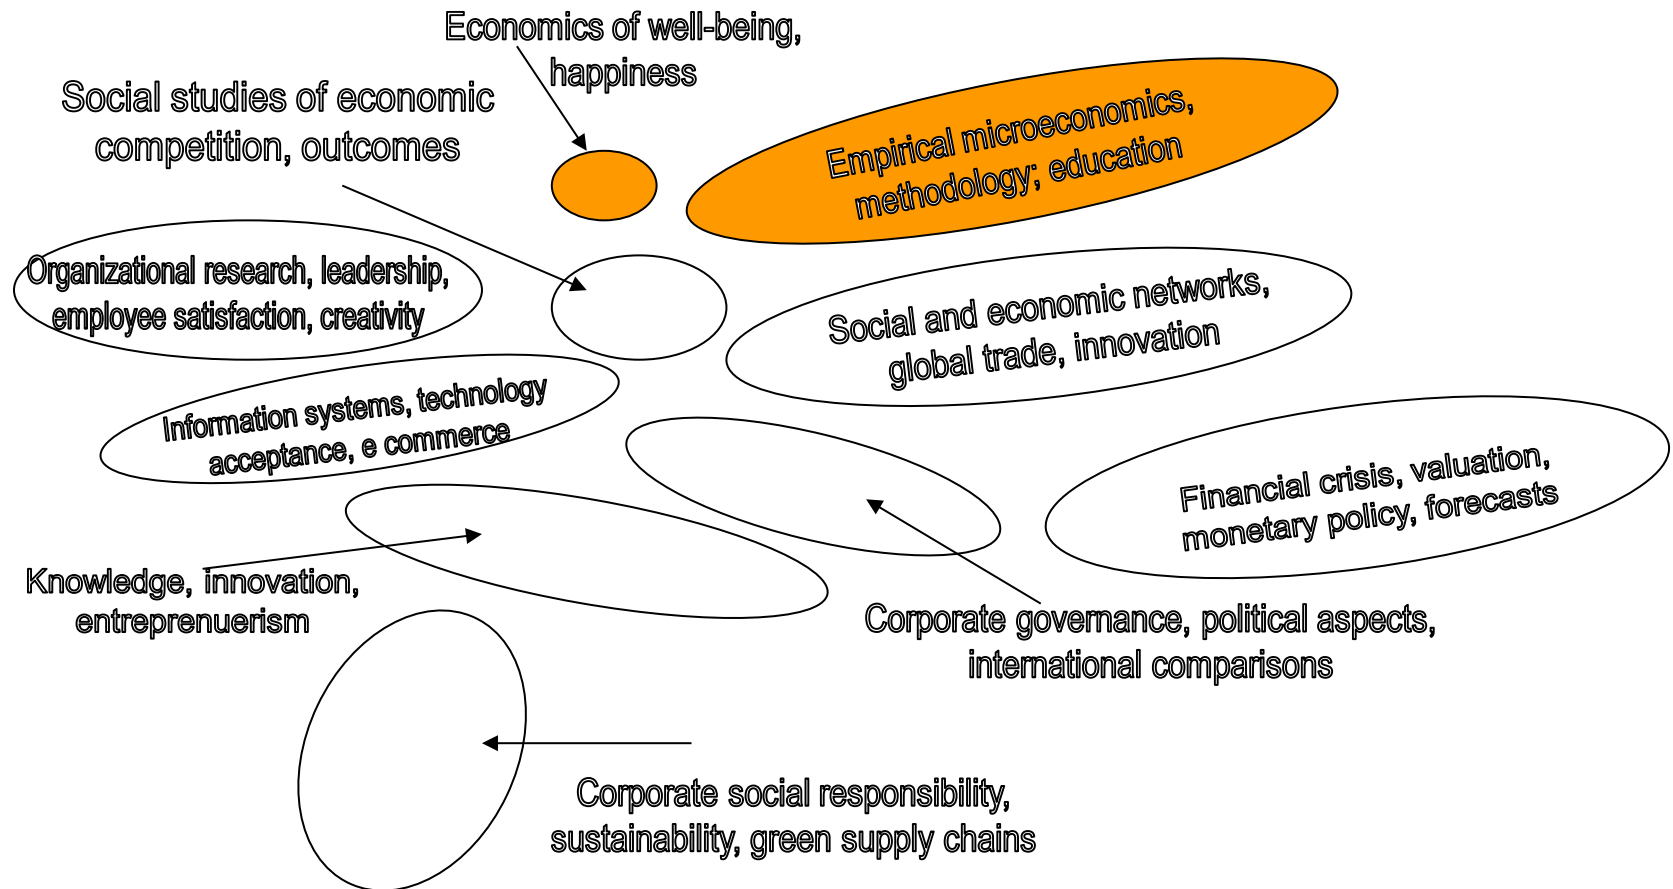 Economics of well-being,
happiness
Social studies of economic
competition, outcomes
Empirical microeconomics,
methodology; education
Organizational research, leadership,
employee satisfaction, creativity
Social and economic networks,
global trade, innovation
Information systems, technology
acceptance, e commerce
Financial crisis, valuation,
monetary policy, forecasts
Knowledge, innovation,
entreprenuerism
Corporate governance, political aspects,
international comparisons
Corporate social responsibility,
sustainability, green supply chains